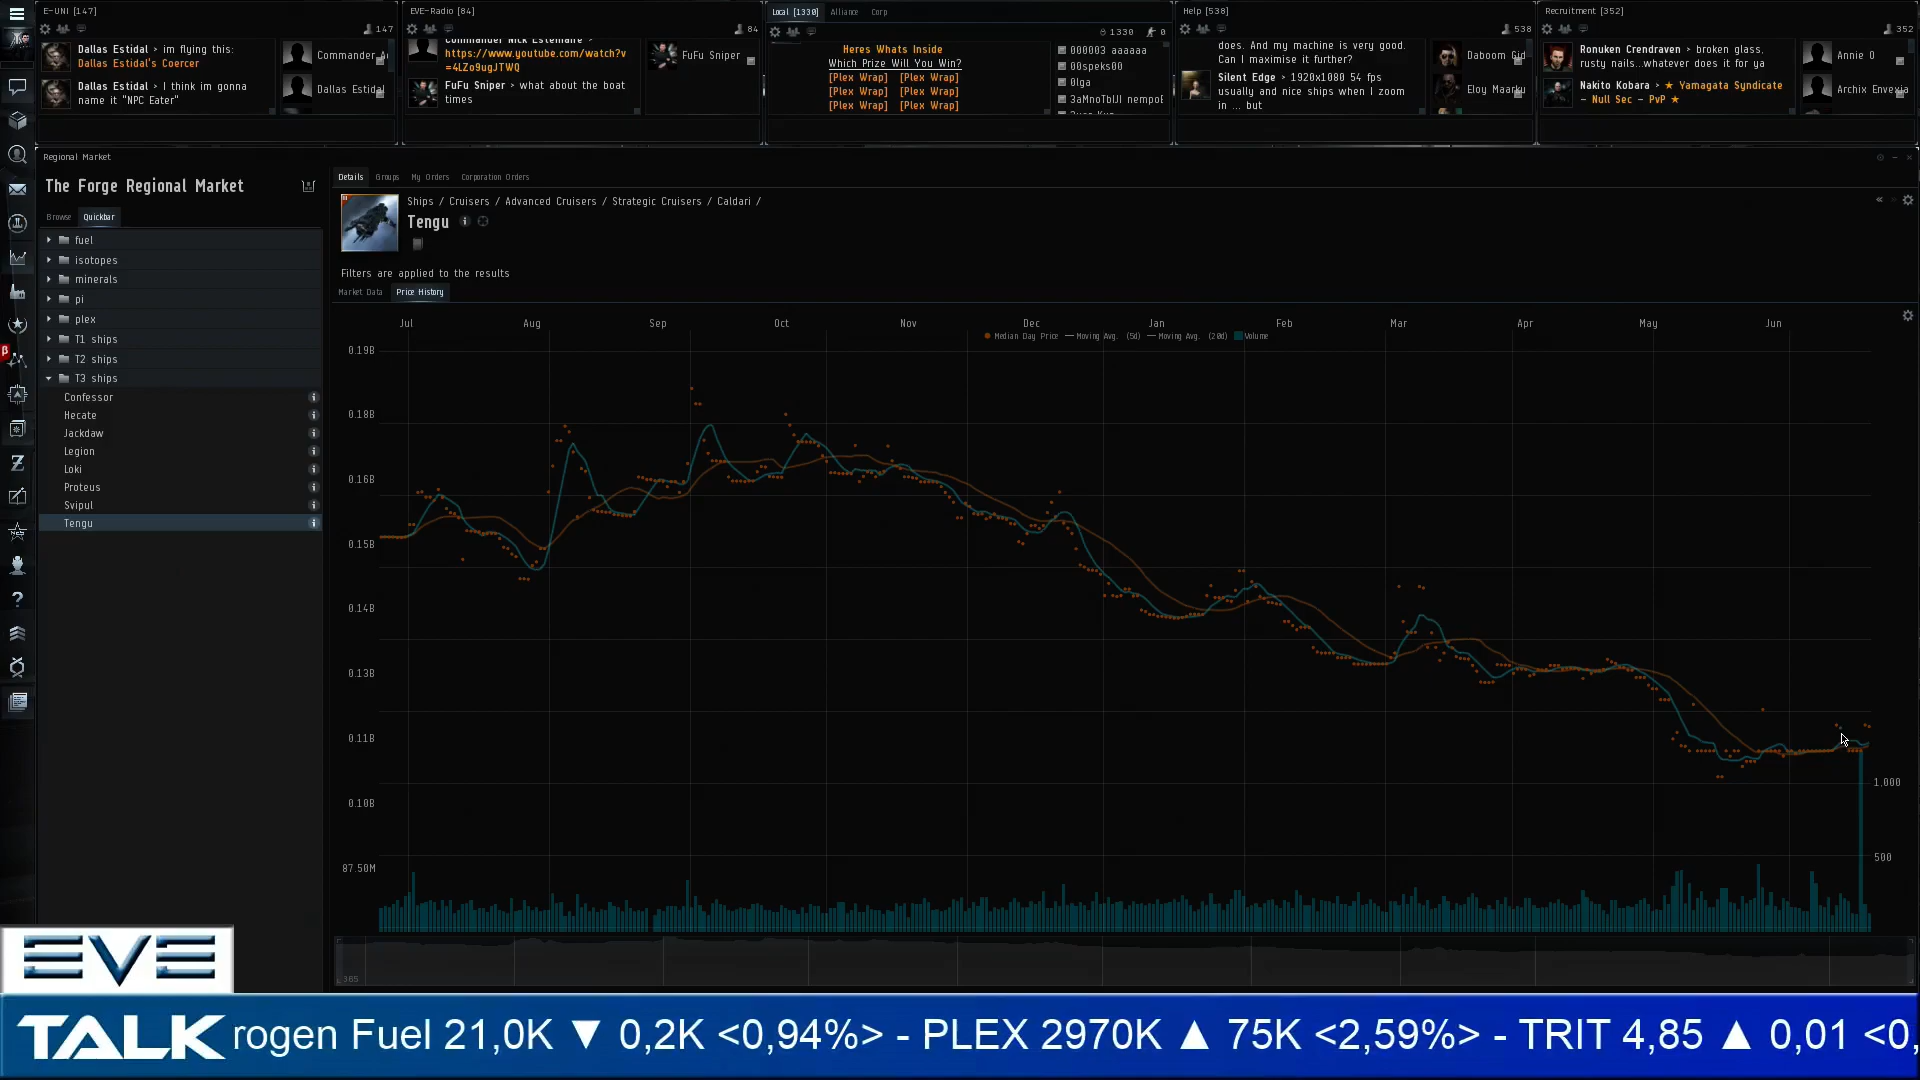 E-UNI [147]
147
Dallas Estidal > im flying this:
Dallas Estidal's Coercer
Dallas Estidal > I think im gonna
name it "NPC Eater"
Commander
Dallas Estidal
EVE-Radio [84]
84
https://www.youtube.com/watch?v
=4LZo9ugJTWQ
FuFu Sniper > what about the boat
times
FuFu Sniper
Local [1330]
Alliance
Corp
1330
0
Heres Whats Inside
Which Prize Will You Win?
[Plex Wrap] [Plex Wrap]
[Plex Wrap] [Plex Wrap]
[Plex Wrap] [Plex Wrap]
000003 aaaaaa
00speks00
Help [538]
538
does. And my machine is very good.
Can I maximise it further?
Silent Edge > 1920x1080 54 fps
usually and nice ships when I zoom
in ... but
Daboom Gid
Eloy Maarku
Recruitment [352]
352
Ronuken Crendraven > broken glass,
rusty nails...whatever does it for ya
Nakito Kobara > ★ Yamagata Syndicate
- Null Sec - PvP ★
Annie O
Archix Envexia
Regional Market
The Forge Regional Market
Browse
Quickbar
fuel
isotopes
minerals
pi
plex
T1 ships
T2 ships
T3 ships
Confessor
Hecate
Jackdaw
Legion
Loki
Proteus
Svipul
Tengu
Details
Groups
My Orders
Corporation Orders
Ships / Cruisers / Advanced Cruisers / Strategic Cruisers / Caldari /
Tengu
Filters are applied to the results
Market Data
Price History
Jul Aug Sep Oct Nov Dec Jan Feb Mar Apr May Jun
Median Day Price Moving Avg. (5d) Moving Avg. (20d) Volume
0.19B
0.18B
0.16B
0.15B
0.14B
0.13B
0.11B
0.10B
87.50M
1,000
500
365
EVE
TALK
rogen Fuel 21,0K ▼ 0,2K <0,94%> - PLEX 2970K ▲ 75K <2,59%> - TRIT 4,85 ▲ 0,01 <0,